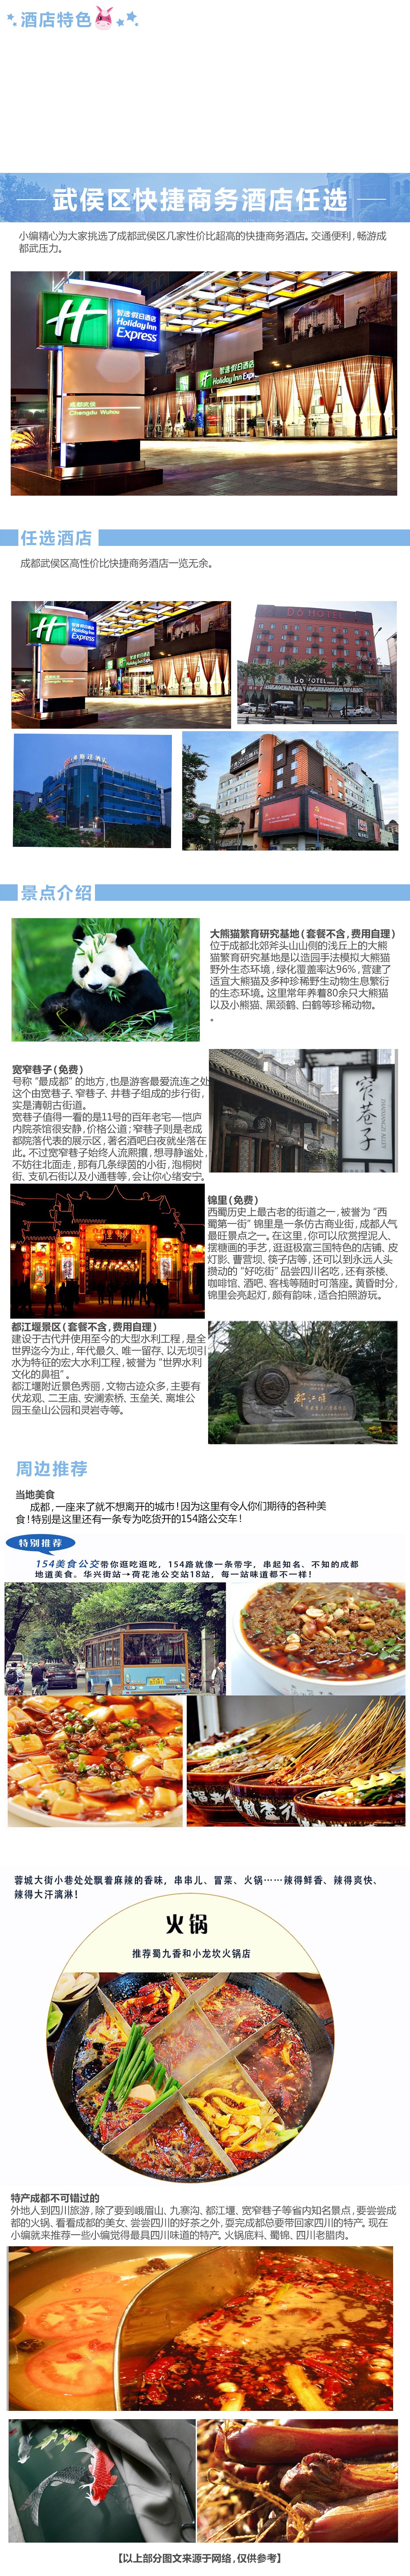 酒店特色
武侯区快捷商务酒店任选
小编精心为大家挑选了成都武侯区几家性价比超高的快捷商务酒店。交通便利,畅游成
都武压力。
智选假日酒店
Holiday Inn
Express
智选假日酒店
Holiday Inn Expre
成都武侯
Chengdu Wuhou
任选酒店
成都武侯区高性价比快捷商务酒店一览无余。
Holiday Inn
Express
D6 HOTEL
D6 HOTEL
景点介绍
大熊猫繁育研究基地(套餐不含,费用自理)
位于成都北郊斧头山山侧的浅丘上的大熊
猫繁育研究基地是以造园手法模拟大熊猫
野外生态环境,绿化覆盖率达96%,营建了
适宜大熊猫及多种珍稀野生动物生息繁衍
的生态环境。这里常年养着80余只大熊猫
以及小熊猫、黑颈鹤、白鹤等珍稀动物。
。
宽窄巷子(免费)
号称“最成都”的地方,也是游客最爱流连之处
这个由宽巷子, 窄巷子、井巷子组成的步行街,
实是清朝古街道。
宽巷子值得一看的是11号的百年老宅—恺庐
内院茶馆很安静,价格公道;窄巷子则是老成
都院落代表的展示区,著名酒吧白夜就坐落在
此。不过宽窄巷子始终人流熙攘,想寻静谧处,
不妨往北面走,那有几条绿茵的小街,泡桐树
街、支矶石街以及小通巷等,会让你心绪安宁。
窄巷子
ZHAIXIANGZI ALLEY
锦里(免费)
西蜀历史上最古老的街道之一,被誉为“西
蜀第一街”锦里是一条仿古商业街,成都人气
最旺景点之一。在这里,你可以欣赏捏泥人、
摆糖画的手艺,逛逛极富三国特色的店铺、皮
灯影、曹营坝、筷子店等,还可以到永远人头
攒动的“好吃街”品尝四川名吃,还有茶楼、
咖啡馆、酒吧、客栈等随时可落座。黄昏时分,
锦里会亮起灯,颇有韵味,适合拍照游玩。
都江堰景区(套餐不含,费用自理)
建设于古代并使用至今的大型水利工程,是全
世界迄今为止,年代最久、唯一留存、以无坝引
水为特征的宏大水利工程,被誉为“世界水利
文化的鼻祖”。
都江堰附近景色秀丽,文物古迹众多,主要有
伏龙观、二王庙、安澜索桥、玉垒关、离堆公
园玉垒山公园和灵岩寺等。
都江堰
周边推荐
当地美食
成都,一座来了就不想离开的城市!因为这里有令人你们期待的各种美
食!特别是这里还有一条专为吃货开的154路公交车!
特别推荐
154美食公交带你逛吃逛吃,154路就像一条带字,串起知名、不知的成都
地道美食。华兴街站→荷花池公交站18站,每一站味道都不一样!
蓉城大街小巷处处飘着麻辣的香味,串串儿、冒菜、火锅……辣得鲜香、辣得爽快、
辣得大汗漓淋!
火锅
推荐蜀九香和小龙坎火锅店
特产成都不可错过的
外地人到四川旅游,除了要到峨眉山、九寨沟、都江堰、宽窄巷子等省内知名景点,要尝尝成
都的火锅、看看成都的美女, 尝尝四川的好茶之外,耍完成都总要带回家四川的特产。现在
小编就来推荐一些小编觉得最具四川味道的特产。火锅底料、蜀锦、四川老腊肉。
【以上部分图文来源于网络,仅供参考】